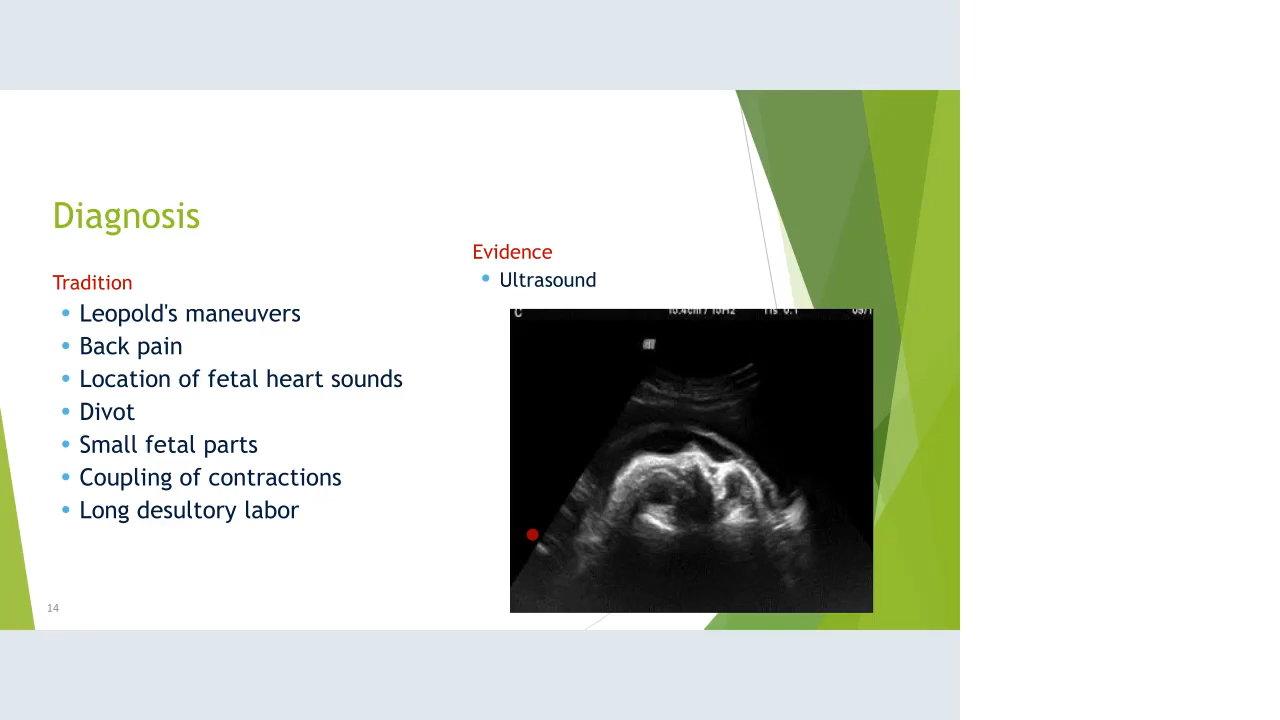 Diagnosis
Tradition
Leopold's maneuvers
Back pain
Location of fetal heart sounds
Divot
Small fetal parts
Coupling of contractions
Long desultory labor
Evidence
Ultrasound
C
14